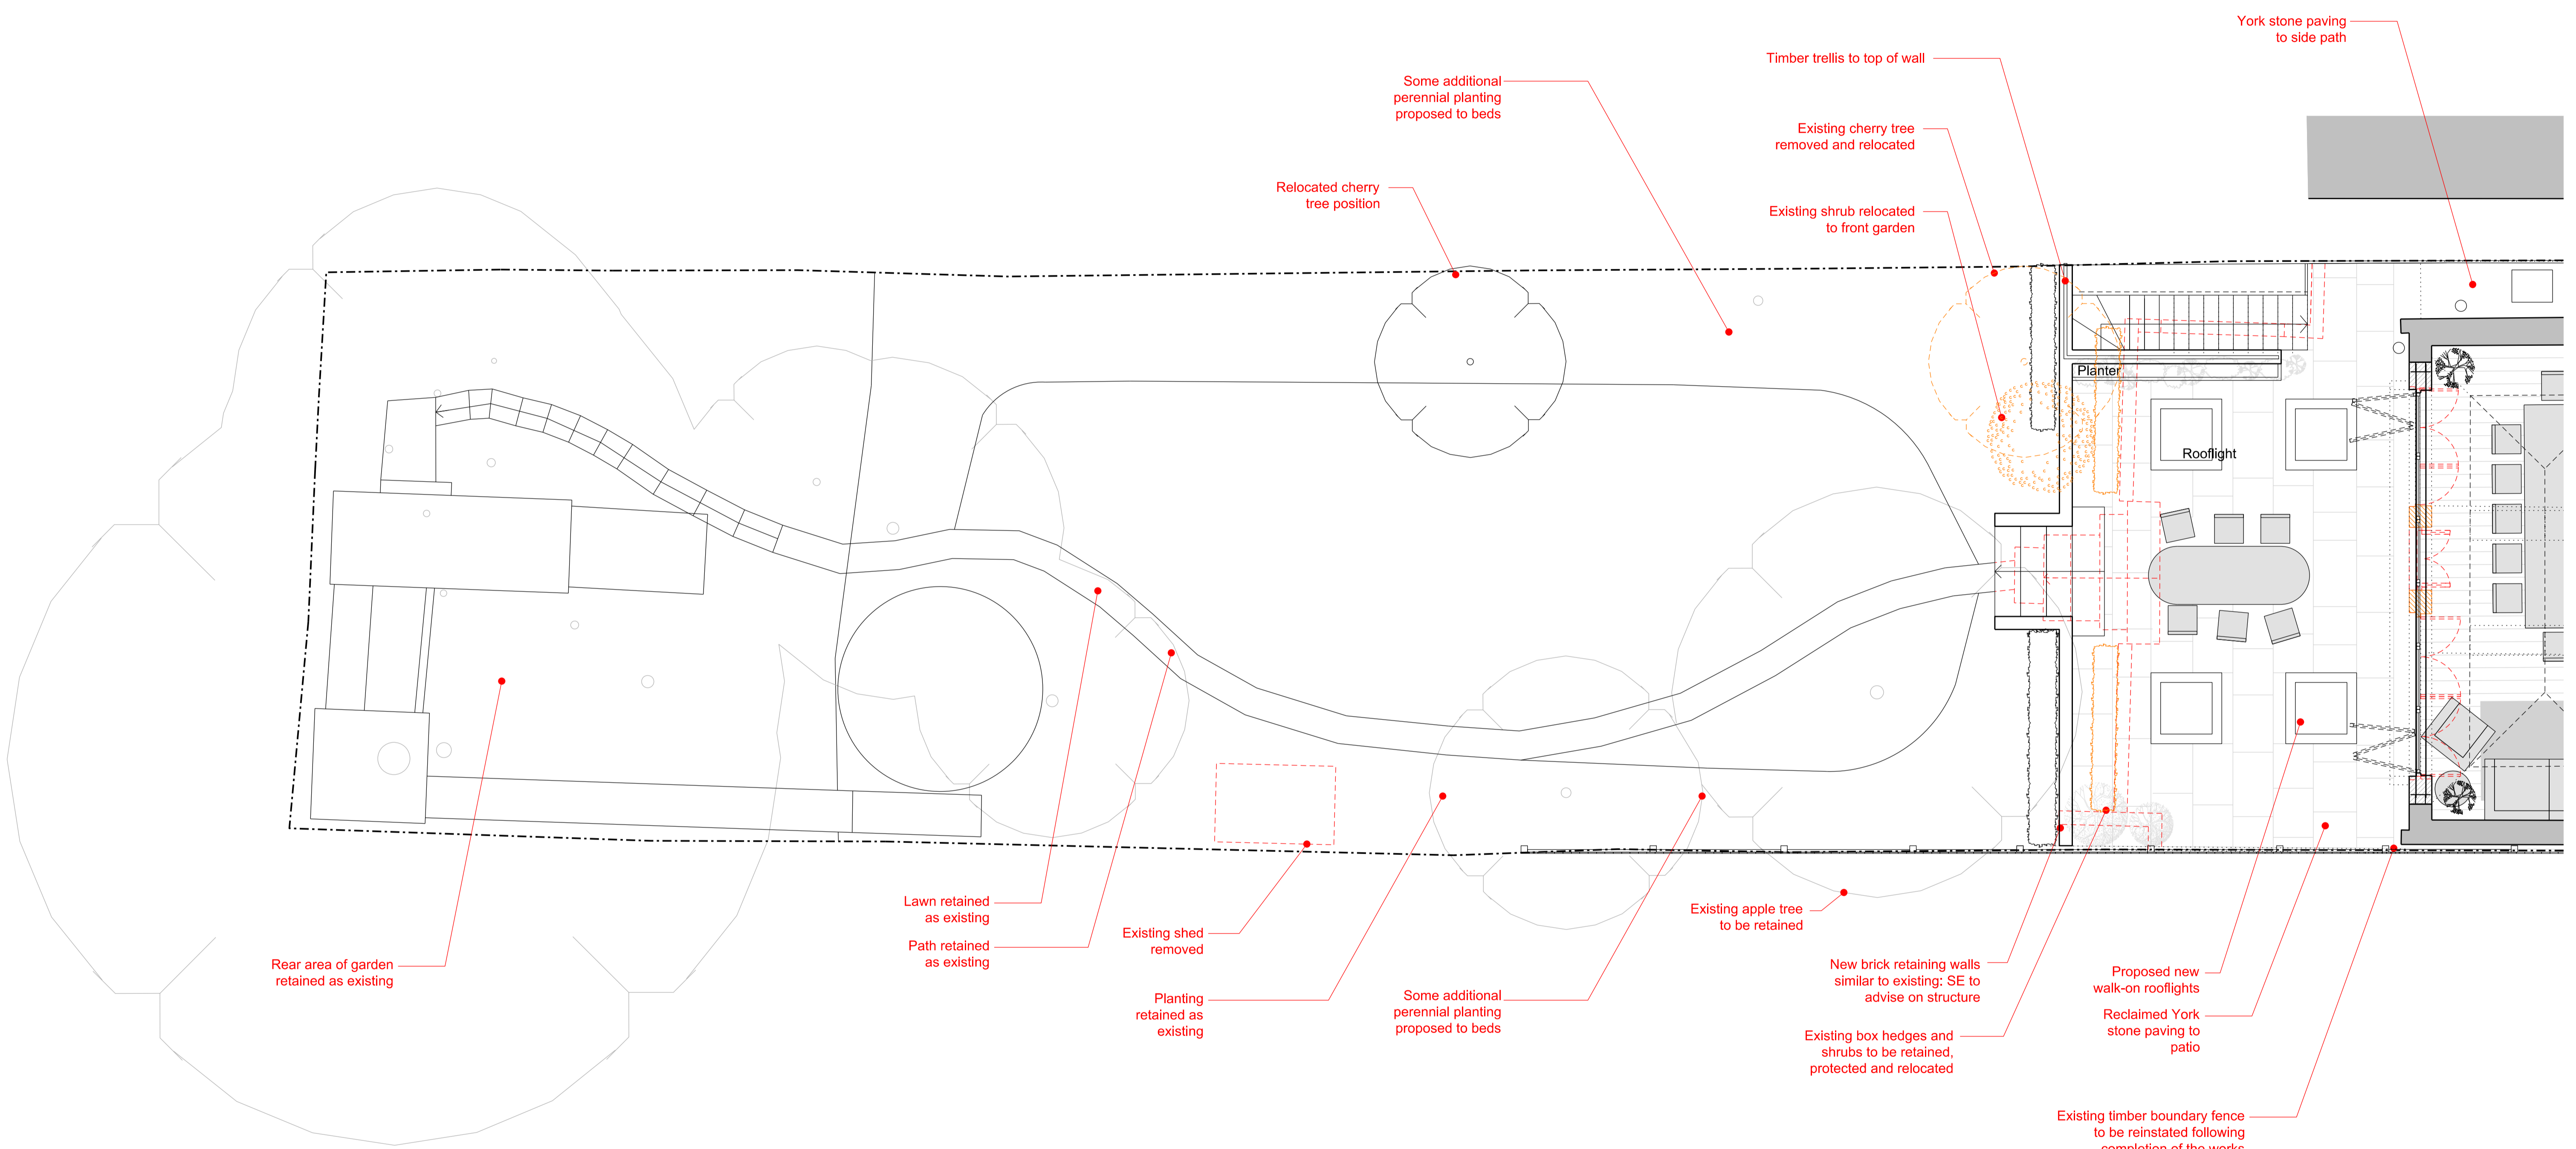 York stone paving
to side path
Timber trellis to top of wall
Some additional
perennial planting
proposed to beds
Existing cherry tree
removed and relocated
Relocated cherry
tree position
Existing shrub relocated
to front garden
Planter
Rooflight
Lawn retained
as existing
Path retained
as existing
Rear area of garden
retained as existing
Existing shed
removed
Planting
retained as
existing
Some additional
perennial planting
proposed to beds
Existing apple tree
to be retained
New brick retaining walls
similar to existing: SE to
advise on structure
Existing box hedges and
shrubs to be retained,
protected and relocated
Proposed new
walk-on rooflights
Reclaimed York
stone paving to
patio
Existing timber boundary fence
to be reinstated following
completion of the works